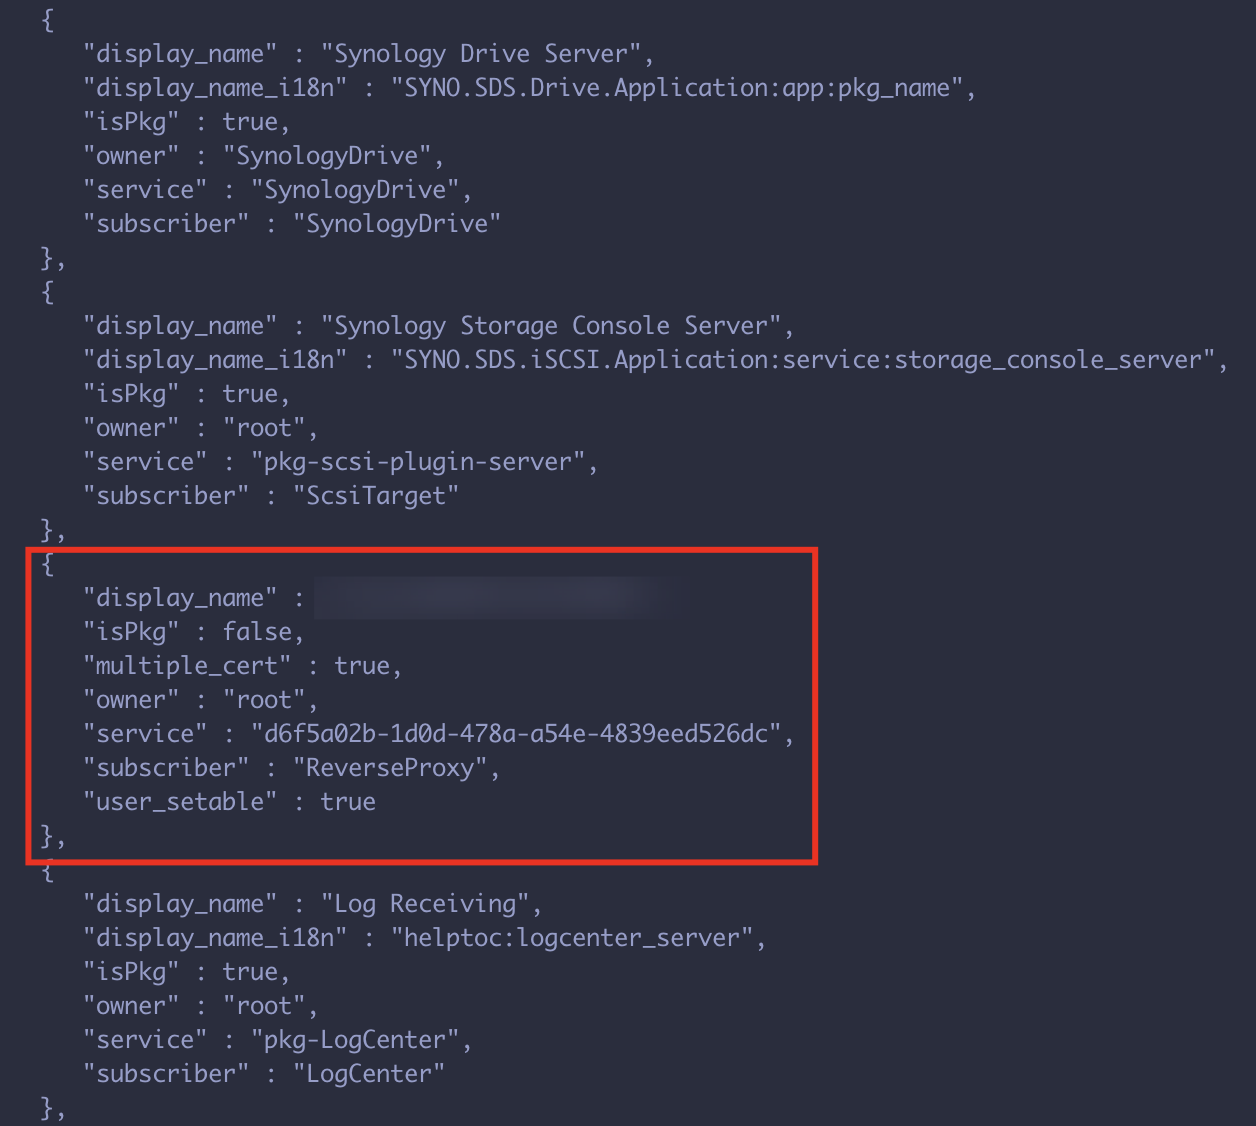 {
"display_name" : "Synology Drive Server",
"display_name_i18n" : "SYNO.SDS.Drive.Application:app:pkg_name",
"isPkg" : true,
"owner" : "SynologyDrive",
"service" : "SynologyDrive",
"subscriber" : "SynologyDrive"
},
{
"display_name" : "Synology Storage Console Server",
"display_name_i18n" : "SYNO.SDS.iSCSI.Application:service:storage_console_server",
"isPkg" : true,
"owner" : "root",
"service" : "pkg-scsi-plugin-server",
"subscriber" : "ScsiTarget"
},
{
"display_name" :
"isPkg" : false,
"multiple_cert" : true,
"owner" : "root",
"service" : "d6f5a02b-1d0d-478a-a54e-4839eed526dc",
"subscriber" : "ReverseProxy",
"user_setable" : true
},
{
"display_name" : "Log Receiving",
"display_name_i18n" : "helptoc:logcenter_server",
"isPkg" : true,
"owner" : "root",
"service" : "pkg-LogCenter",
"subscriber" : "LogCenter"
},